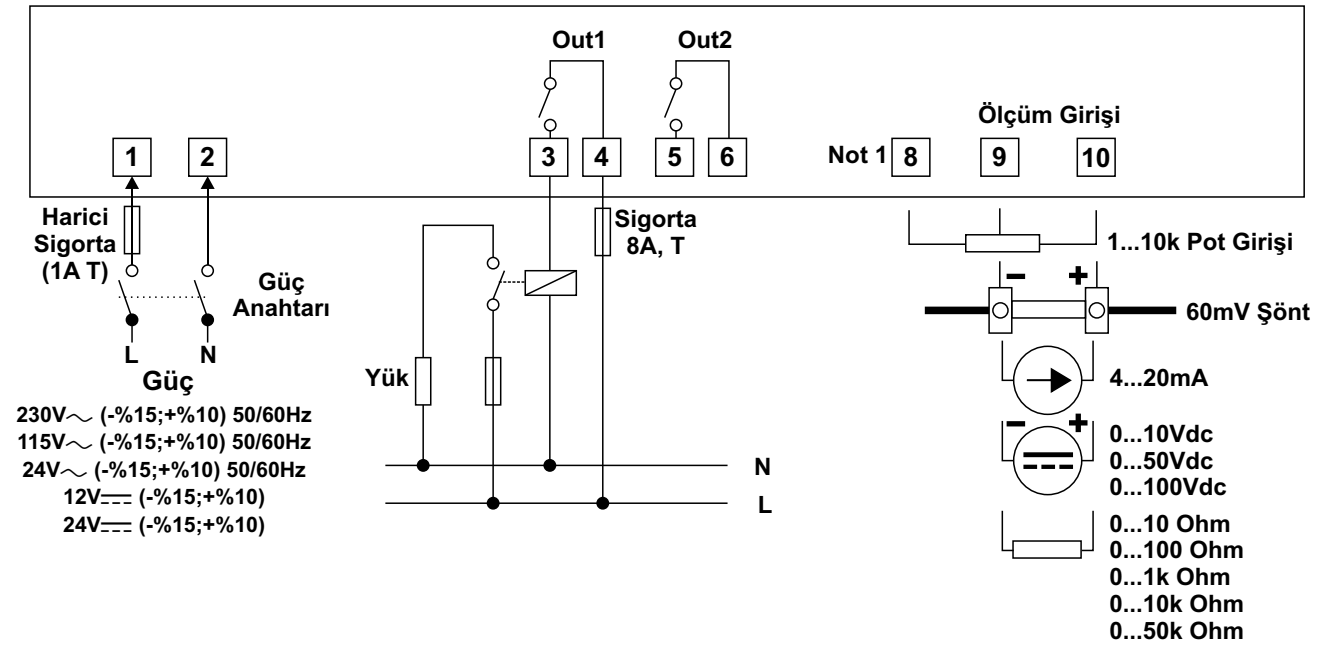 Out1
Out2
Ölçüm Girişi
1
2
3
4
5
6
Not 1
8
9
10
Harici
Sigorta
(1A T)
Güç
Anahtarı
L
N
Güç
230V~ (-%15;+%10) 50/60Hz
115V~ (-%15;+%10) 50/60Hz
24V~ (-%15;+%10) 50/60Hz
12V⎓ (-%15;+%10)
24V⎓ (-%15;+%10)
Sigorta
8A, T
Yük
N
L
1...10k Pot Girişi
- +
60mV Şönt
4...20mA
- +
0...10Vdc
0...50Vdc
0...100Vdc
0...10 Ohm
0...100 Ohm
0...1k Ohm
0...10k Ohm
0...50k Ohm